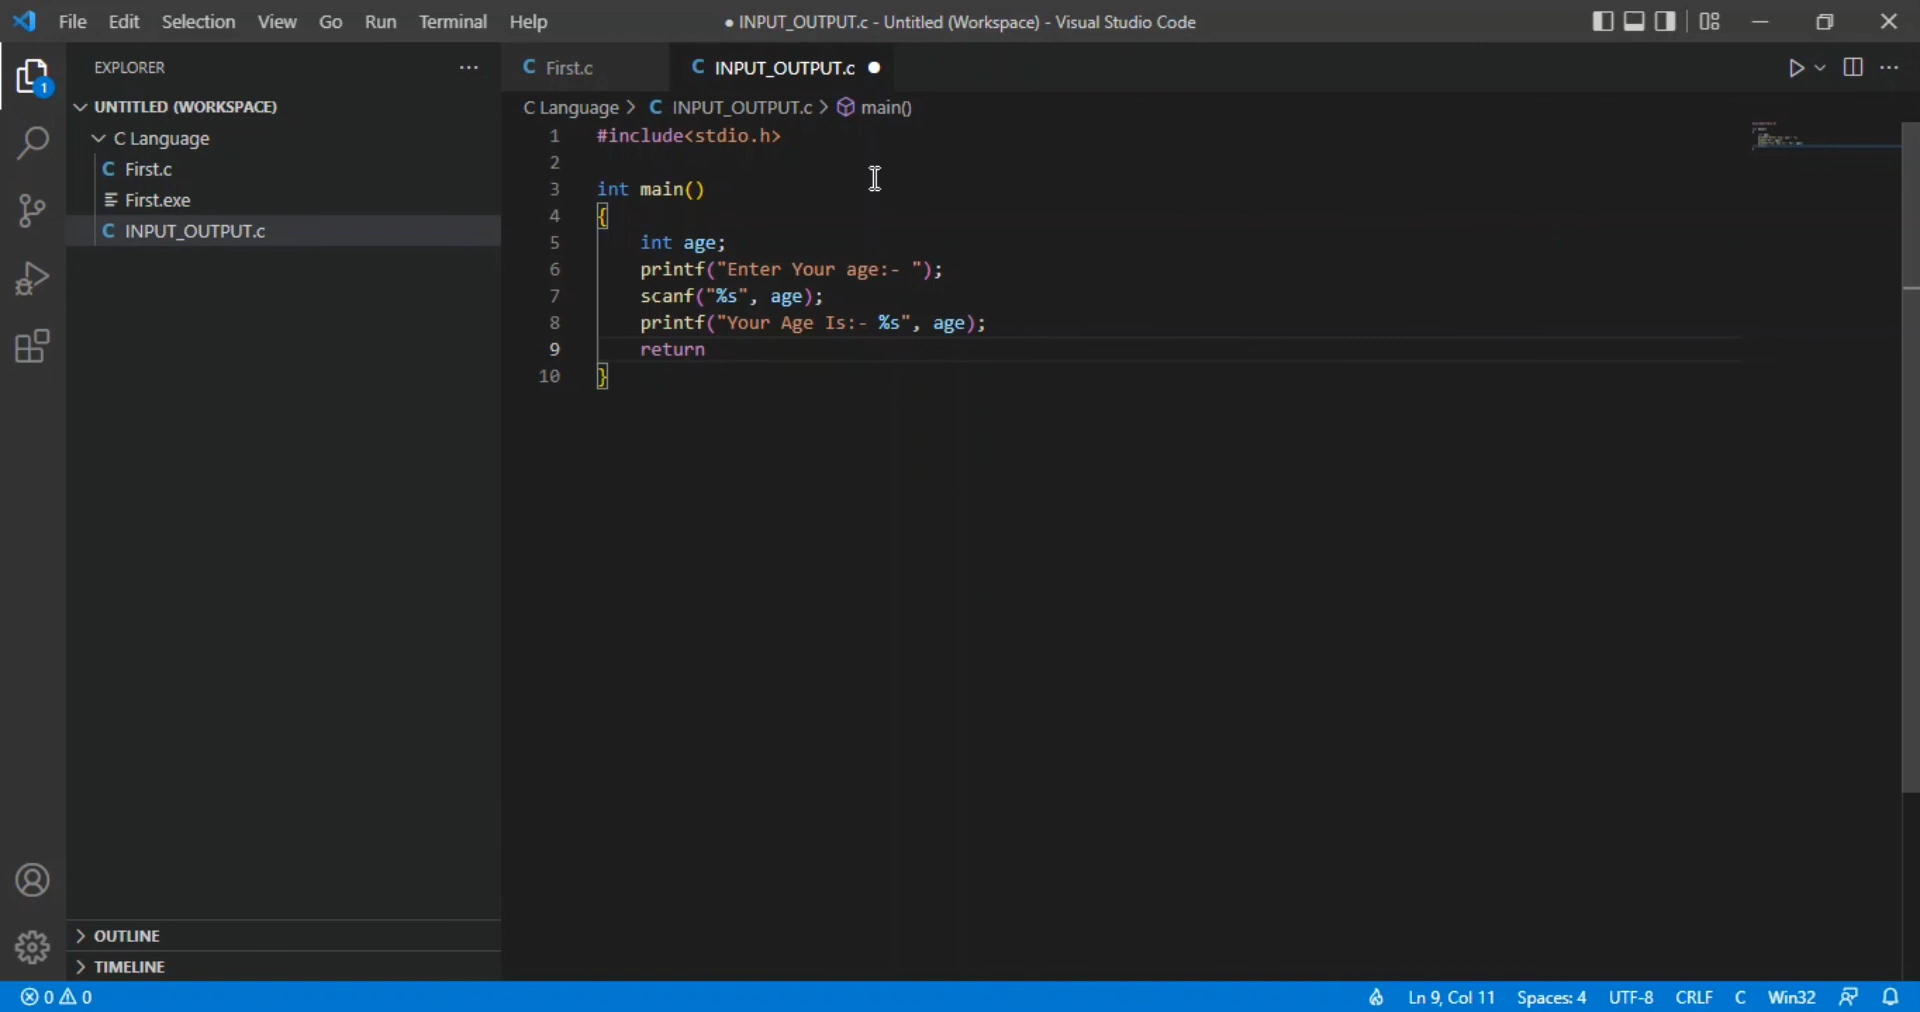 File Edit Selection View Go Run Terminal Help ● INPUT_OUTPUT.c - Untitled (Workspace) - Visual Studio Code
EXPLORER
UNTITLED (WORKSPACE)
C Language
C First.c
First.exe
C INPUT_OUTPUT.c
OUTLINE
TIMELINE
1
C First.c C INPUT_OUTPUT.c ●
C Language > C INPUT_OUTPUT.c > main()
1 #include<stdio.h>
2
3 int main()
4 {
5 int age;
6 printf("Enter Your age:- ");
7 scanf("%s", age);
8 printf("Your Age Is:- %s", age);
9 return
10 }
0 0 Ln 9, Col 11 Spaces: 4 UTF-8 CRLF C Win32